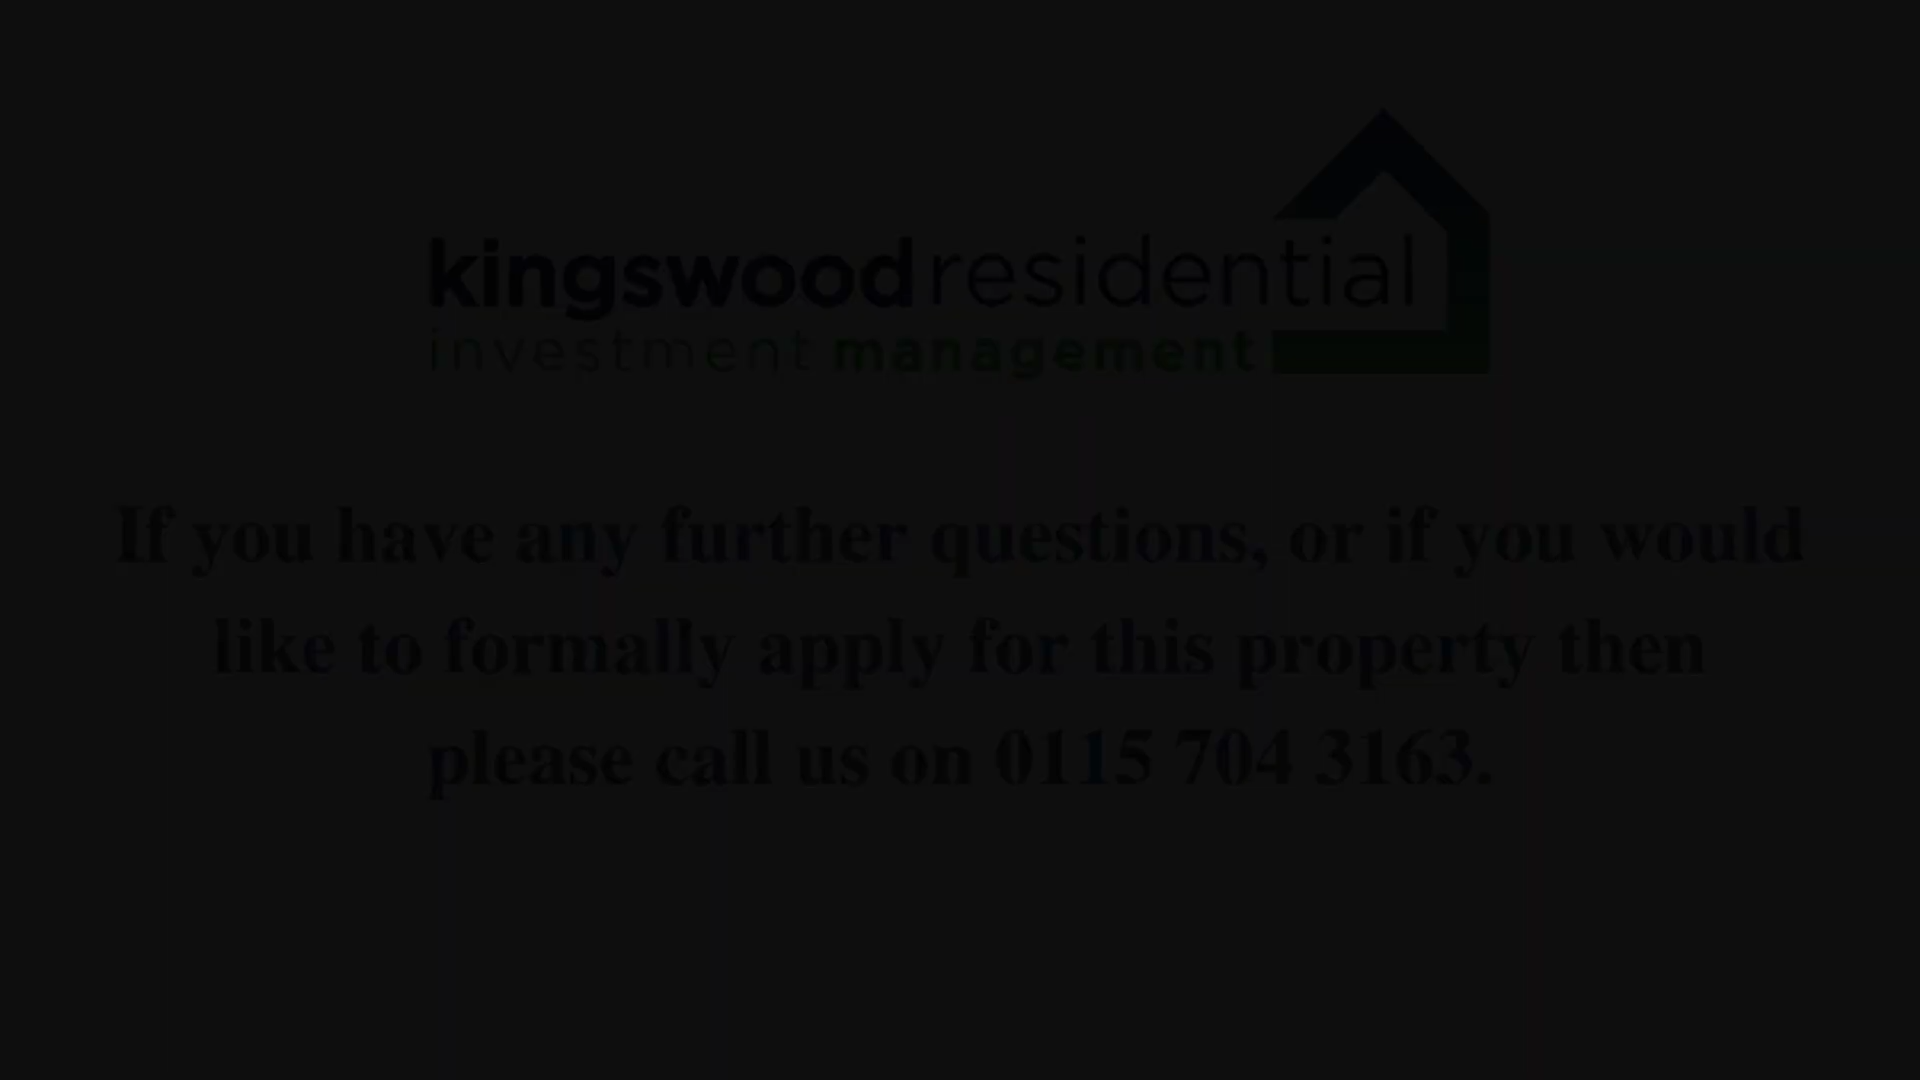 kingswood residential
investment management
If you have any further questions, or if you would
like to formally apply for this property then
please call us on 0115 704 3163.